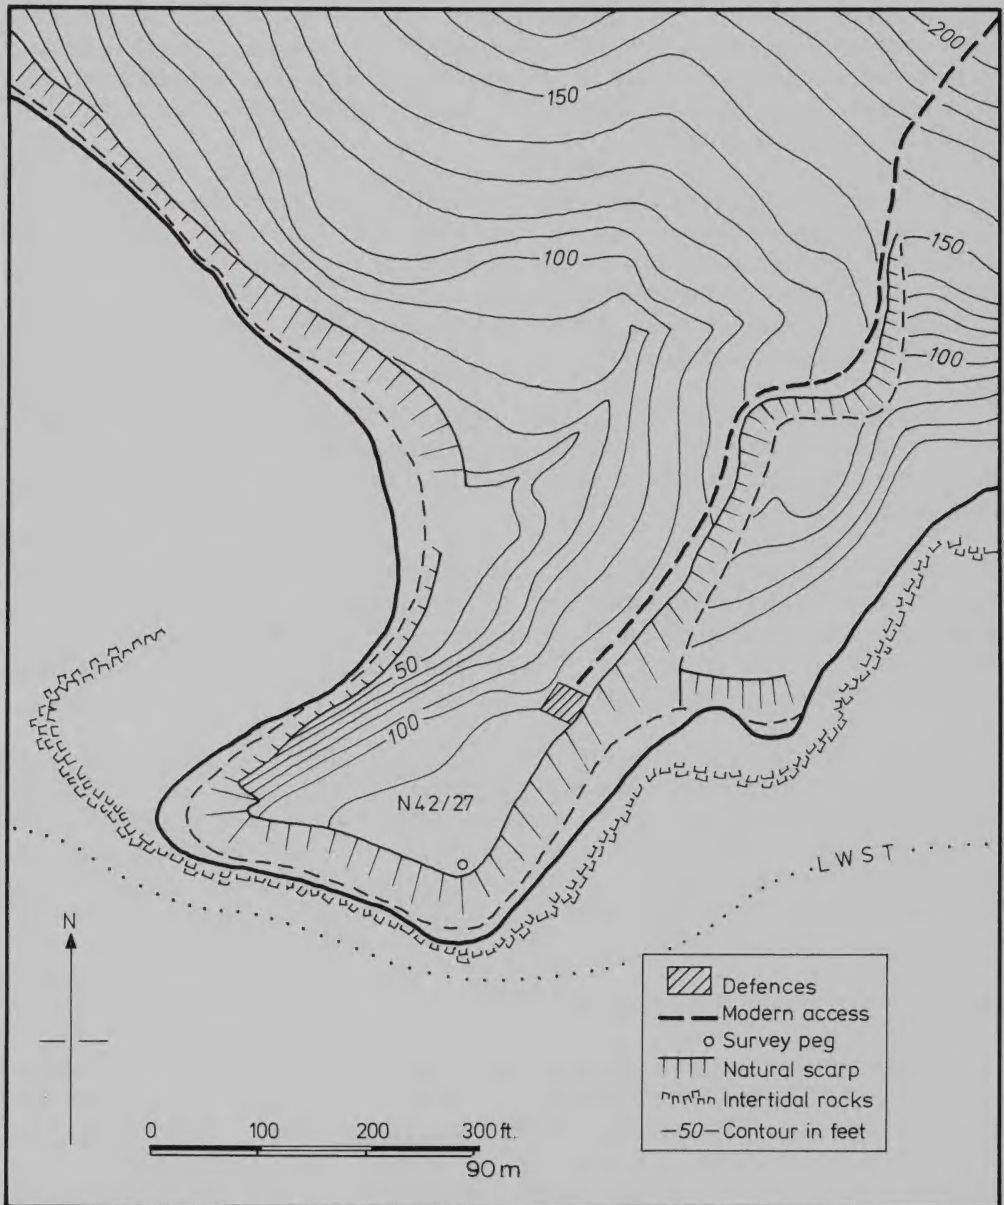 200
150
150
100
100
50
100
N42/27
LWST
N
Defences
Modern access
Survey peg
Natural scarp
Intertidal rocks
50 Contour in feet
0 100 200 300 ft.
90 m